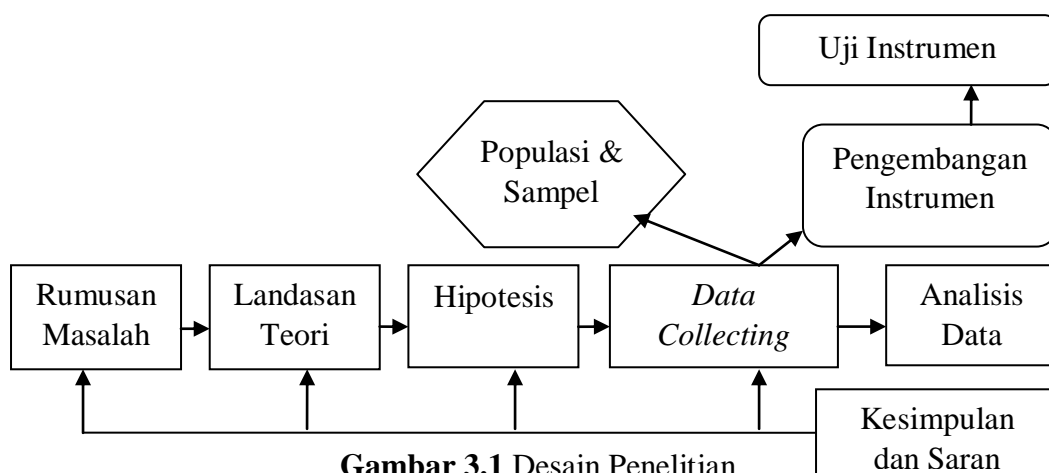 Uji Instrumen
Populasi &
Sampel
Pengembangan
Instrumen
Rumusan
Masalah
Landasan
Teori
Hipotesis
Data
Collecting
Analisis
Data
Kesimpulan
dan Saran
Gambar 3.1 Desain Penelitian